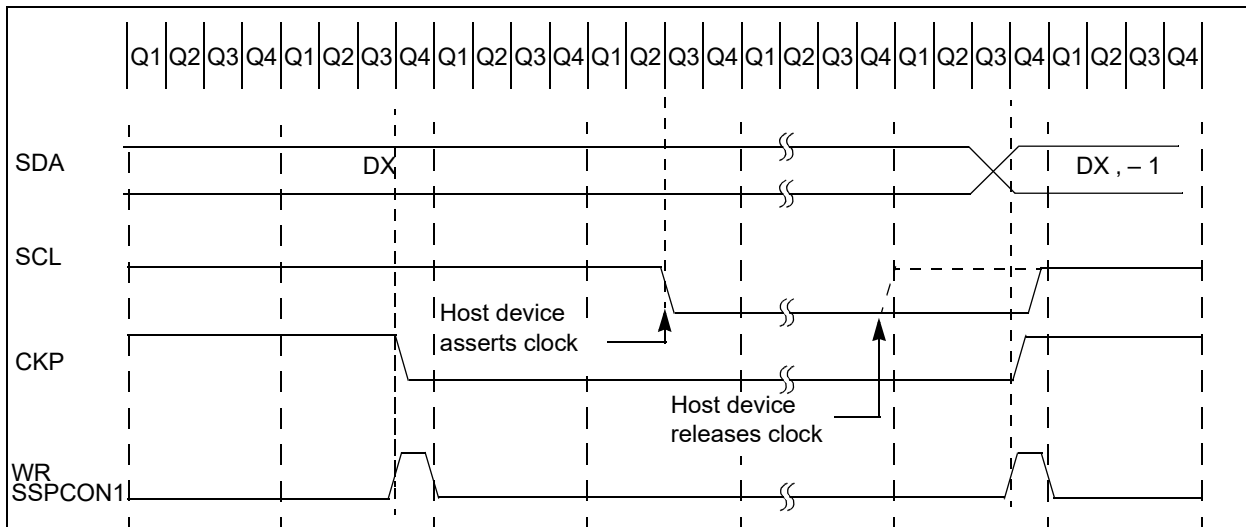 Q1 Q2 Q3 Q4 Q1 Q2 Q3 Q4 Q1 Q2 Q3 Q4 Q1 Q2 Q3 Q4 Q1 Q2 Q3 Q4 Q1 Q2 Q3 Q4 Q1 Q2 Q3 Q4
SDA
DX
DX , – 1
SCL
Host device
asserts clock
CKP
Host device
releases clock
WR
SSPCON1